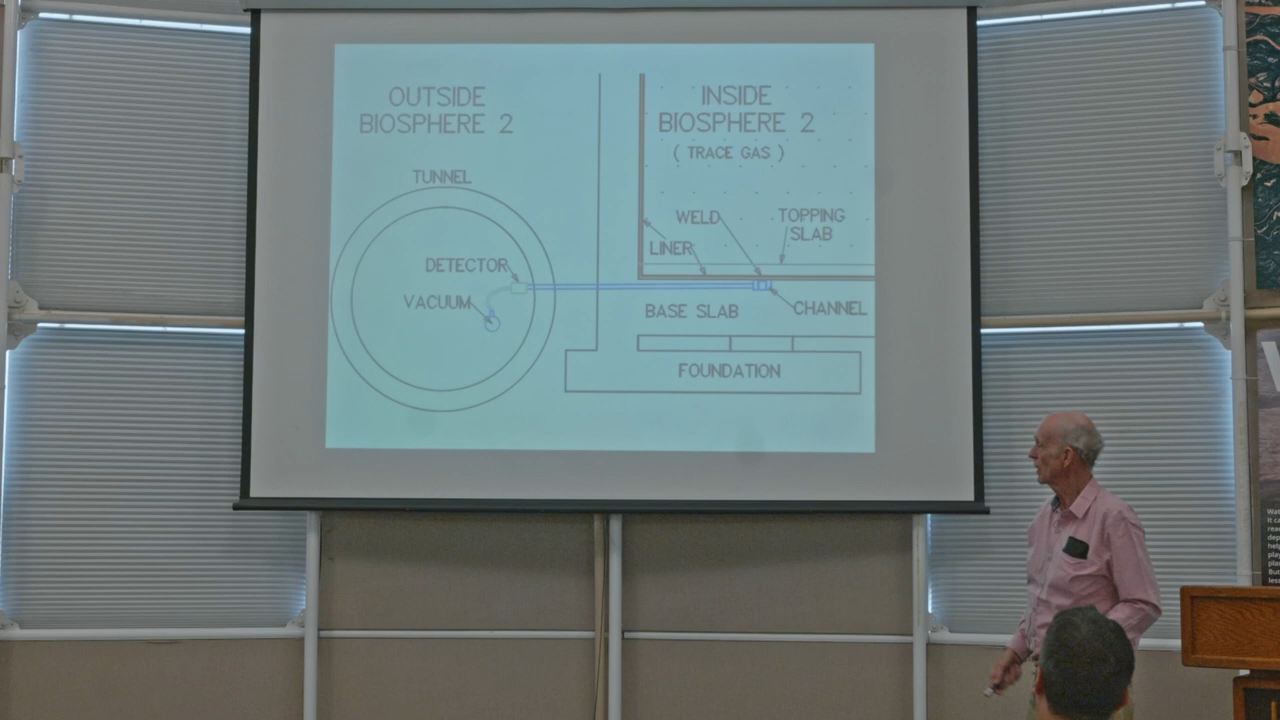 OUTSIDE
BIOSPHERE 2
INSIDE
BIOSPHERE 2
( TRACE GAS )
TUNNEL
WELD
TOPPING
SLAB
LINER
DETECTOR
VACUUM
BASE SLAB
CHANNEL
FOUNDATION